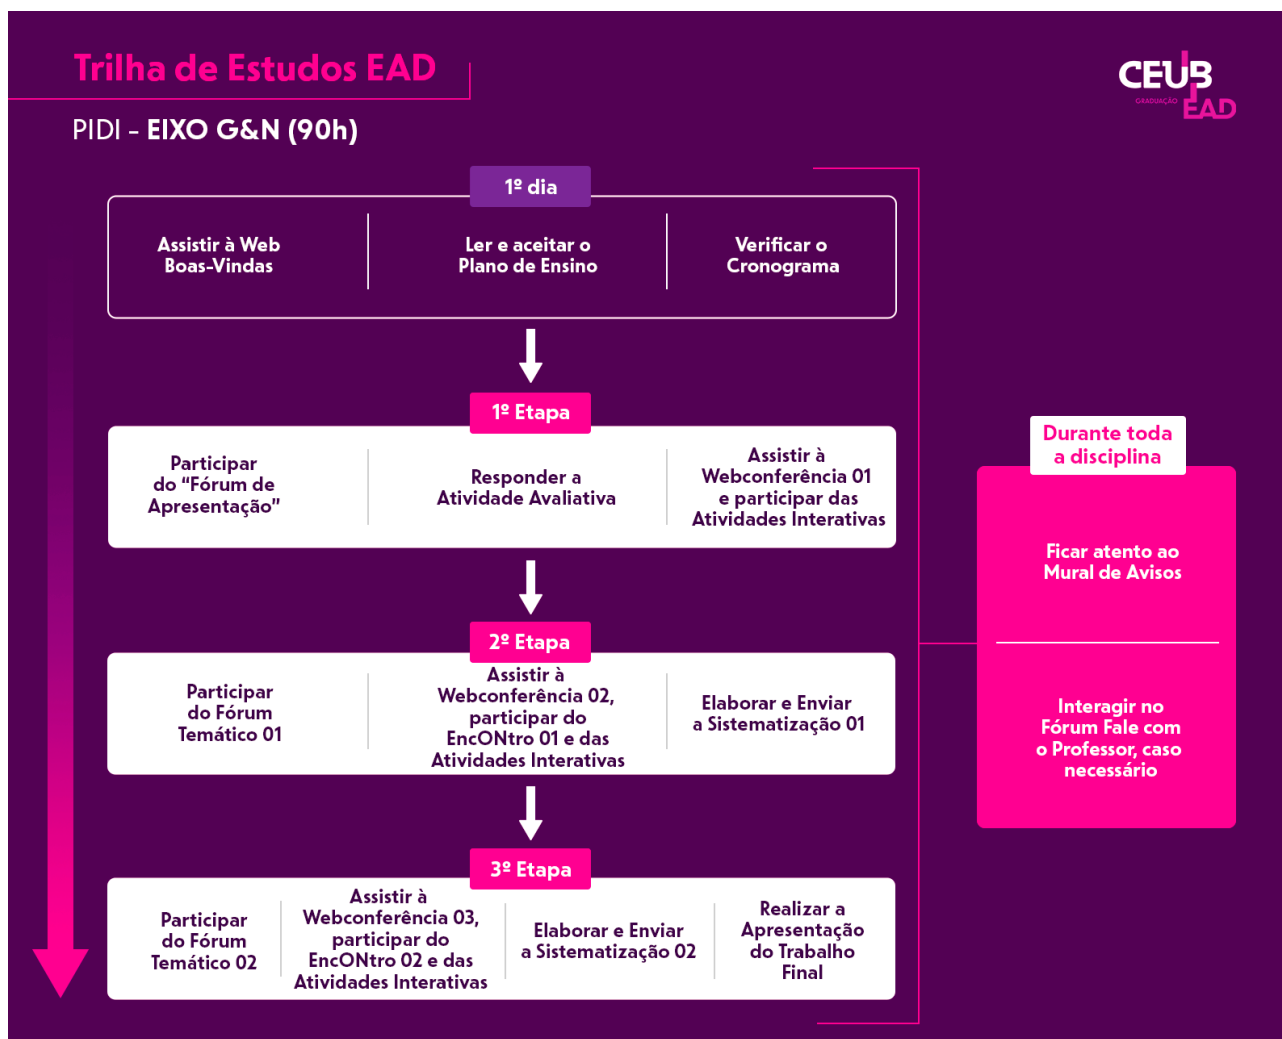 Trilha de Estudos EAD
CEUB
GRADUAÇÃO
EAD
PIDI - EIXO G&N (90h)
1º dia
Assistir à Web
Boas-Vindas
Ler e aceitar o
Plano de Ensino
Verificar o
Cronograma
1º Etapa
Participar
do “Fórum de
Apresentação”
Responder a
Atividade Avaliativa
Assistir à
Webconferência 01
e participar das
Atividades Interativas
2º Etapa
Participar
do Fórum
Temático 01
Assistir à
Webconferência 02,
participar do
EncONtro 01 e das
Atividades Interativas
Elaborar e Enviar
a Sistematização 01
3º Etapa
Participar
do Fórum
Temático 02
Assistir à
Webconferência 03,
participar do
EncONtro 02 e das
Atividades Interativas
Elaborar e Enviar
a Sistematização 02
Realizar a
Apresentação
do Trabalho
Final
Durante toda
a disciplina
Ficar atento ao
Mural de Avisos
Interagir no
Fórum Fale com
o Professor, caso
necessário